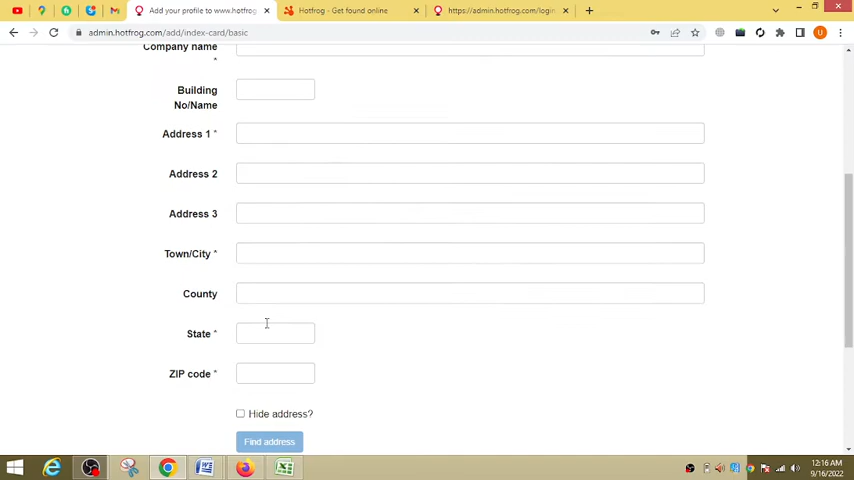 Add your profile to www.hotfrog
Hotfrog - Get found online
https://admin.hotfrog.com/login
admin.hotfrog.com/add/index-card/basic
U
Company name
*
Building
No/Name
Address 1 *
Address 2
Address 3
Town/City *
County
State *
ZIP code *
Hide address?
Find address
12:16 AM
9/16/2022